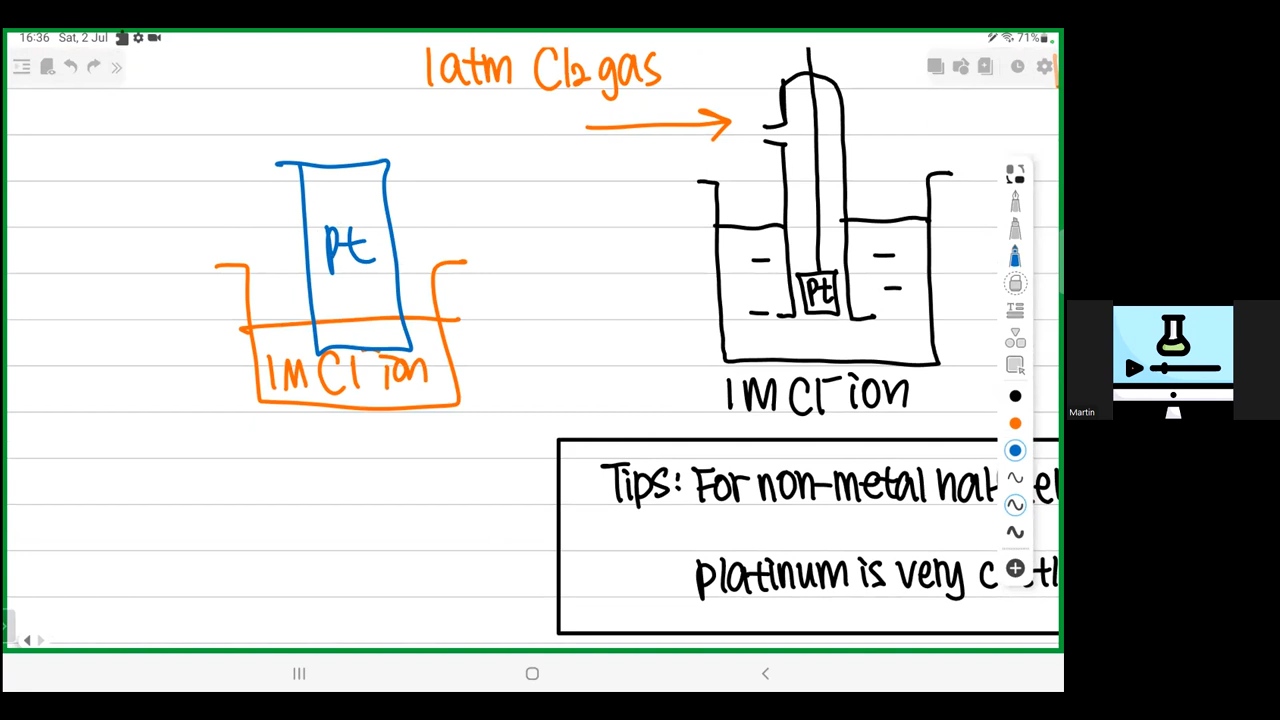 16:36 Sat, 2 Jul
71%
1atm Cl2 gas
Pt
1M Cl⁻ ion
Pt
1M Cl⁻ ion
Tips: For non-metal
platinum is very
Martin